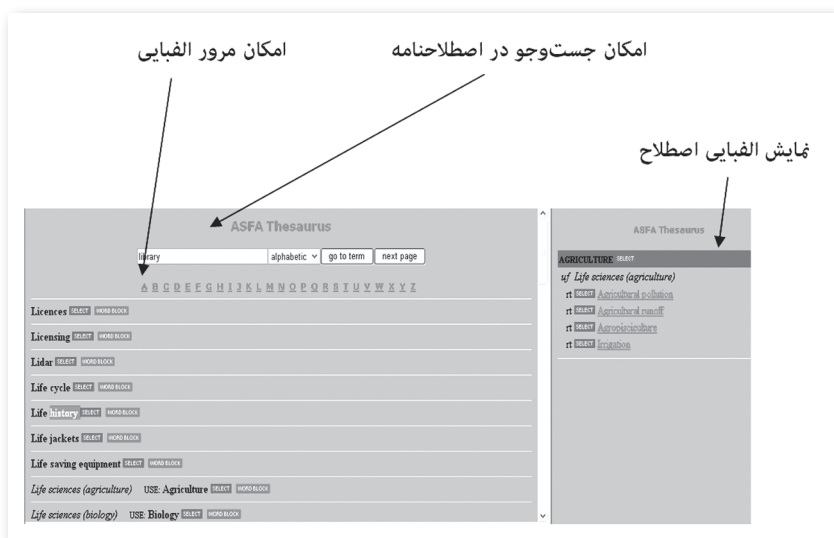 امکان مرور الفبایی
امکان جست‌وجو در اصطلاحنامه
نمایش الفبایی اصطلاح
ASFA Thesaurus
library alphabetic go to term next page
A B C D E F G H I J K L M N O P Q R S T U V W X Y Z
Licences SELECT WORD BLOCK
Licensing SELECT WORD BLOCK
Lidar SELECT WORD BLOCK
Life cycle SELECT WORD BLOCK
Life history SELECT WORD BLOCK
Life jackets SELECT WORD BLOCK
Life saving equipment SELECT WORD BLOCK
Life sciences (agriculture) USE: Agriculture SELECT WORD BLOCK
Life sciences (biology) USE: Biology SELECT WORD BLOCK
ASFA Thesaurus
AGRICULTURE SELECT
uf Life sciences (agriculture)
rt SELECT Agricultural pollution
rt SELECT Agricultural runoff
rt SELECT Agropisciculture
rt SELECT Irrigation